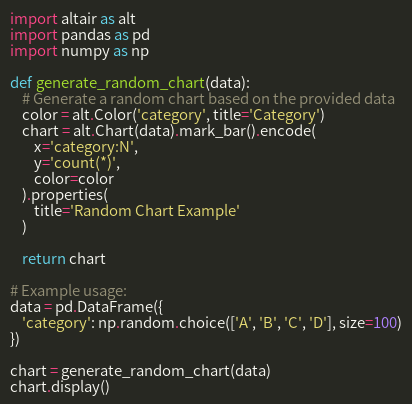 import altair as alt
import pandas as pd
import numpy as np

def generate_random_chart(data):
    # Generate a random chart based on the provided data
    color = alt.Color('category', title='Category')
    chart = alt.Chart(data).mark_bar().encode(
        x='category:N',
        y='count(*)',
        color=color
    ).properties(
        title='Random Chart Example'
    )

    return chart

# Example usage:
data = pd.DataFrame({
    'category': np.random.choice(['A', 'B', 'C', 'D'], size=100)
})

chart = generate_random_chart(data)
chart.display()